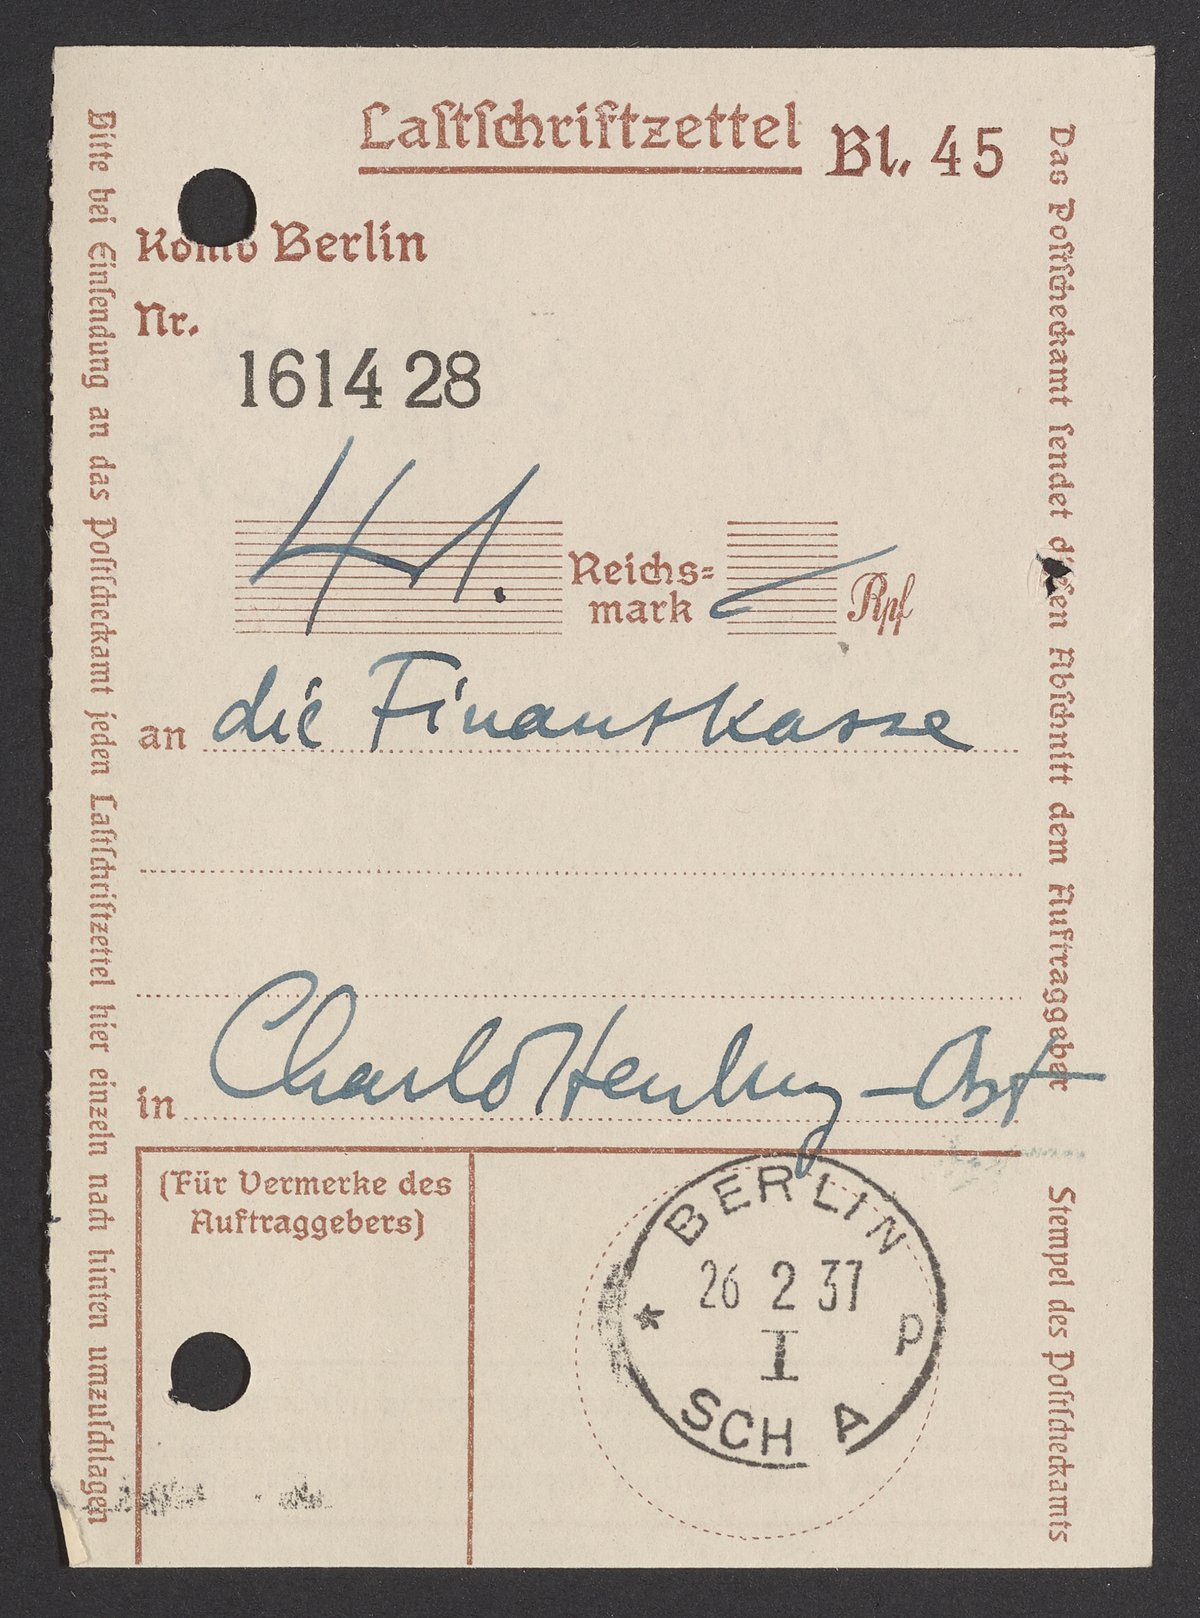 Lastschriftzettel Bl. 45
Konto Berlin
Nr.
1614 28
41.
Reichs=
mark
— Rpf
an die Finanzkasse
in Charlottenburg-Ost
(Für Vermerke des
Auftraggebers)
BERLIN
26 2 37
I
* p
SCH A
Bitte bei Einsendung an das Postscheckamt jeden Lastschriftzettel hier einzeln nach hinten umzuschlagen
Das Postscheckamt sendet diesen Abschnitt dem Auftraggeber
Stempel des Postscheckamts